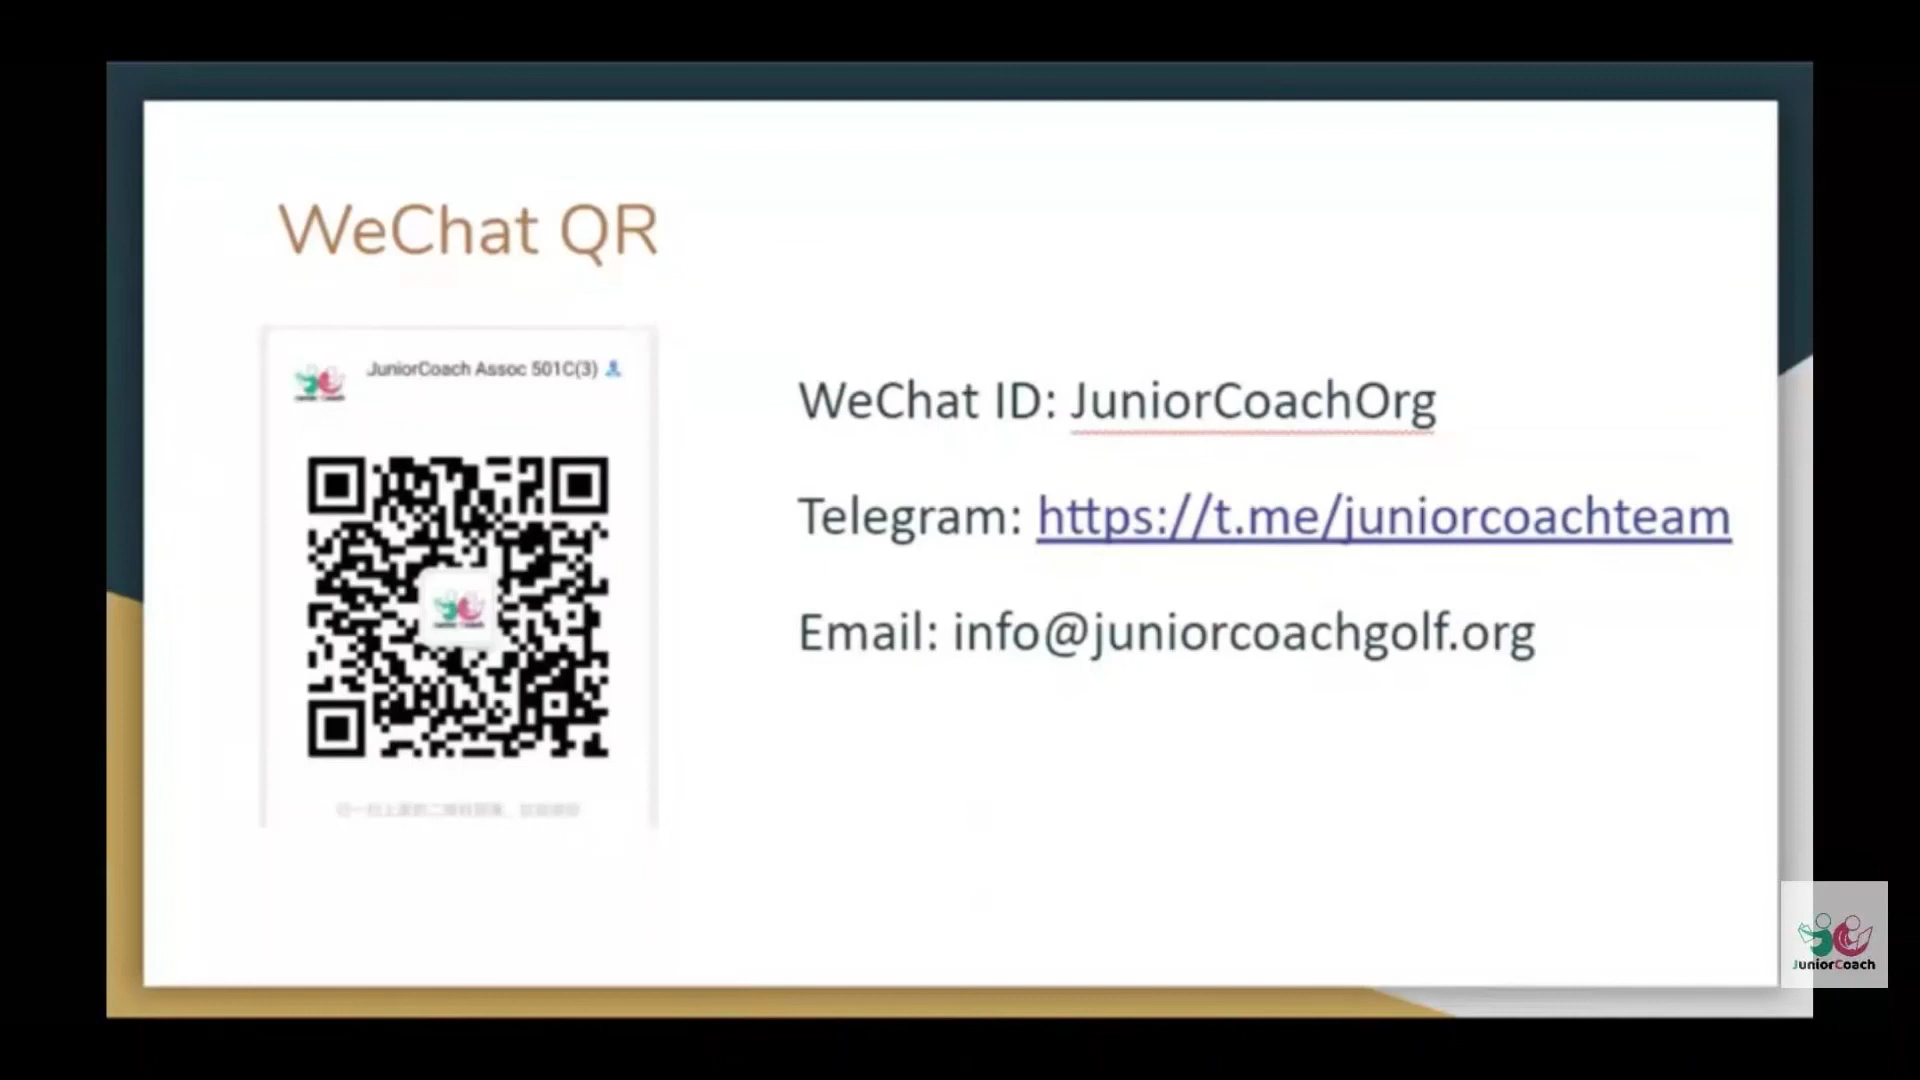 WeChat QR
JuniorCoach Assoc 501C(3)
WeChat ID: JuniorCoachOrg
Telegram: https://t.me/juniorcoachteam
Email: info@juniorcoachgolf.org
JuniorCoach